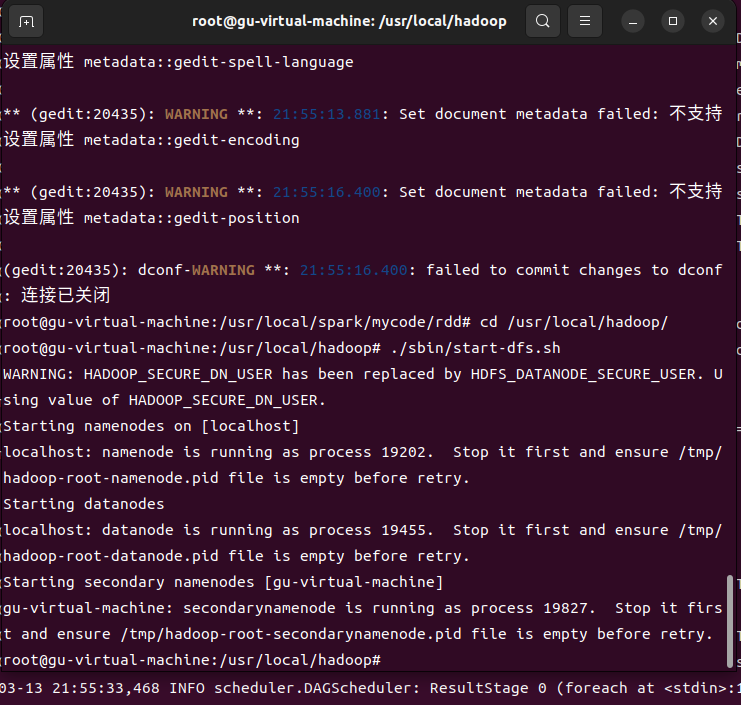 root@gu-virtual-machine: /usr/local/hadoop
设置属性 metadata::gedit-spell-language
** (gedit:20435): WARNING **: 21:55:13.881: Set document metadata failed: 不支持
设置属性 metadata::gedit-encoding
** (gedit:20435): WARNING **: 21:55:16.400: Set document metadata failed: 不支持
设置属性 metadata::gedit-position
(gedit:20435): dconf-WARNING **: 21:55:16.400: failed to commit changes to dconf
: 连接已关闭
root@gu-virtual-machine:/usr/local/spark/mycode/rdd# cd /usr/local/hadoop/
root@gu-virtual-machine:/usr/local/hadoop# ./sbin/start-dfs.sh
WARNING: HADOOP_SECURE_DN_USER has been replaced by HDFS_DATANODE_SECURE_USER. U
sing value of HADOOP_SECURE_DN_USER.
Starting namenodes on [localhost]
localhost: namenode is running as process 19202.  Stop it first and ensure /tmp/
hadoop-root-namenode.pid file is empty before retry.
Starting datanodes
localhost: datanode is running as process 19455.  Stop it first and ensure /tmp/
hadoop-root-datanode.pid file is empty before retry.
Starting secondary namenodes [gu-virtual-machine]
gu-virtual-machine: secondarynamenode is running as process 19827.  Stop it firs
t and ensure /tmp/hadoop-root-secondarynamenode.pid file is empty before retry.
root@gu-virtual-machine:/usr/local/hadoop#
03-13 21:55:33,468 INFO scheduler.DAGScheduler: ResultStage 0 (foreach at <stdin>:1